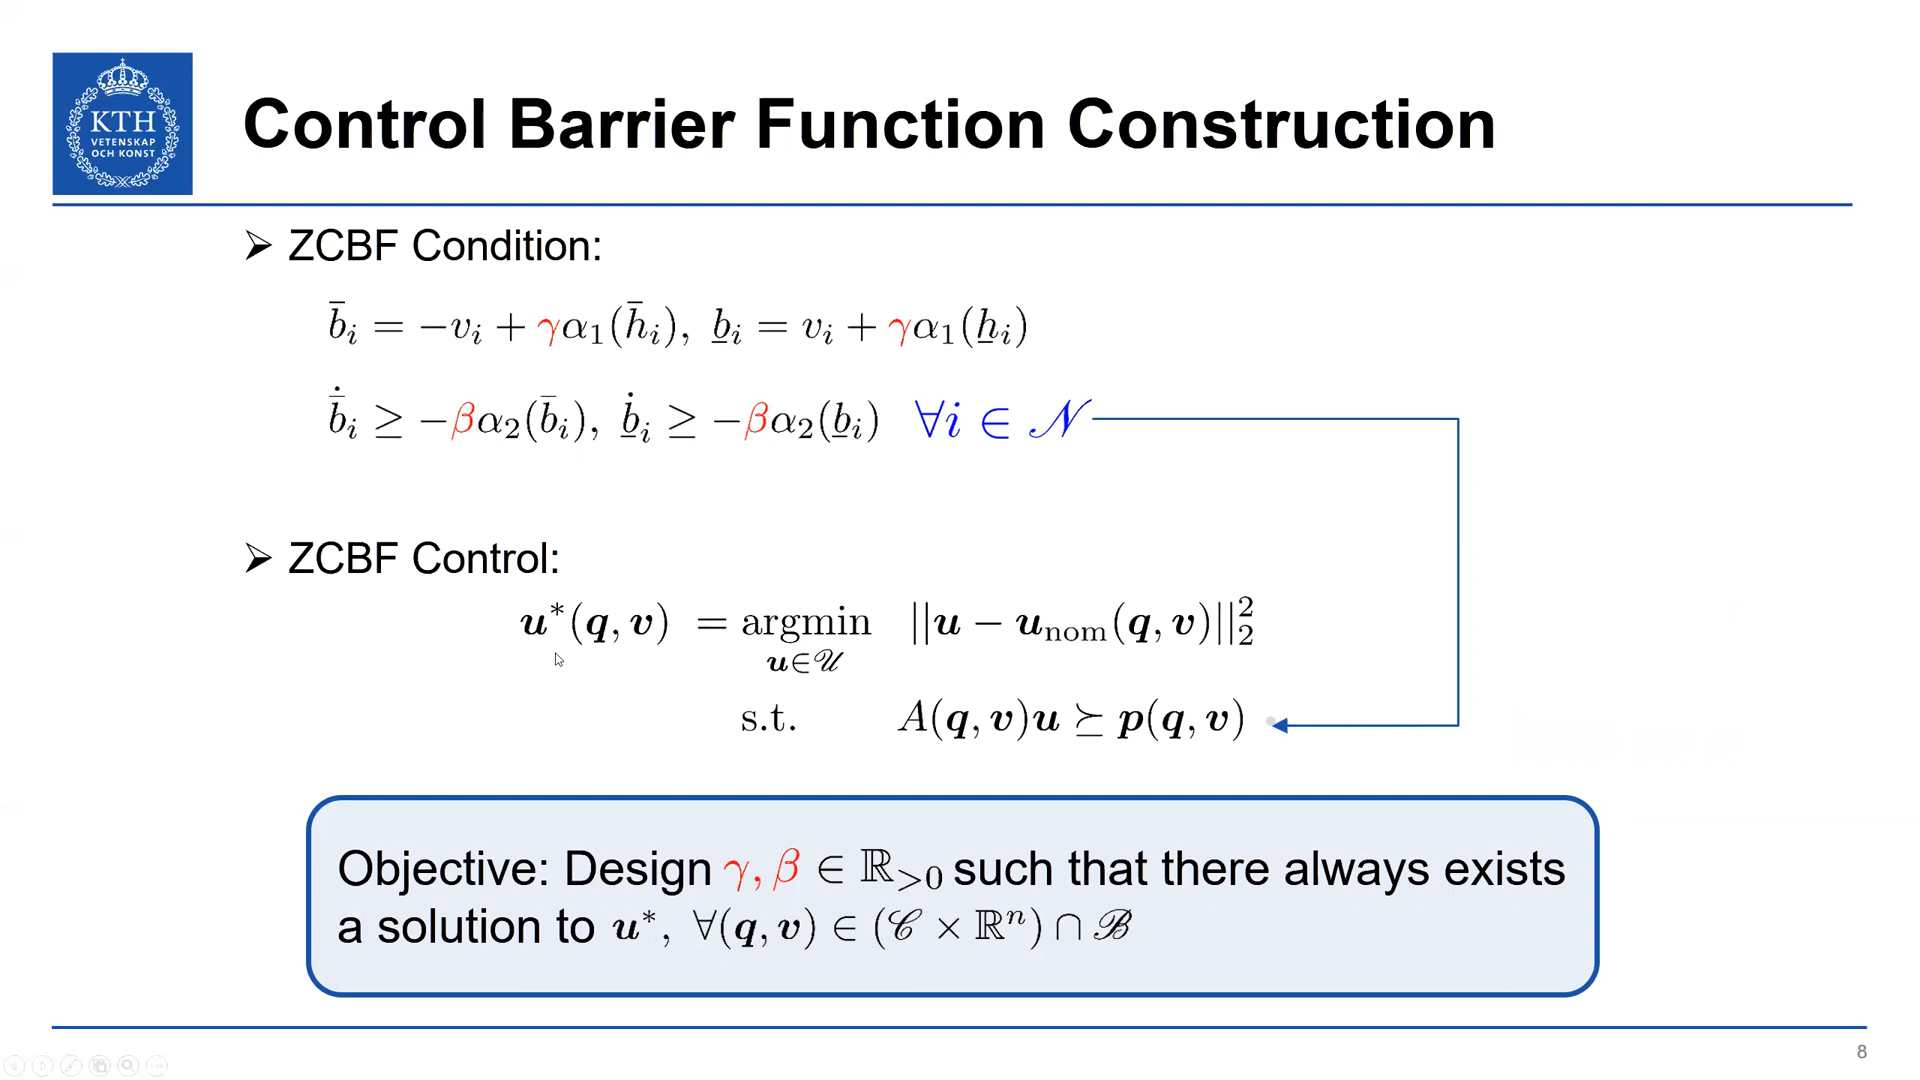 KTH
VETENSKAP
OCH KONST
Control Barrier Function Construction
➢ ZCBF Condition:
b̄ᵢ = −vᵢ + γα₁(h̄ᵢ), b̲ᵢ = vᵢ + γα₁(h̲ᵢ)
ḃ̄ᵢ ≥ −βα₂(b̄ᵢ), ḃ̲ᵢ ≥ −βα₂(b̲ᵢ) ∀i ∈ 𝒩
➢ ZCBF Control:
u*(q, v) = argmin ||u − u_nom(q, v)||₂²
u∈𝒰
s.t. A(q, v)u ⪰ p(q, v)
Objective: Design γ, β ∈ ℝ_{>0} such that there always exists
a solution to u*, ∀(q, v) ∈ (𝒞 × ℝⁿ) ∩ ℬ
8